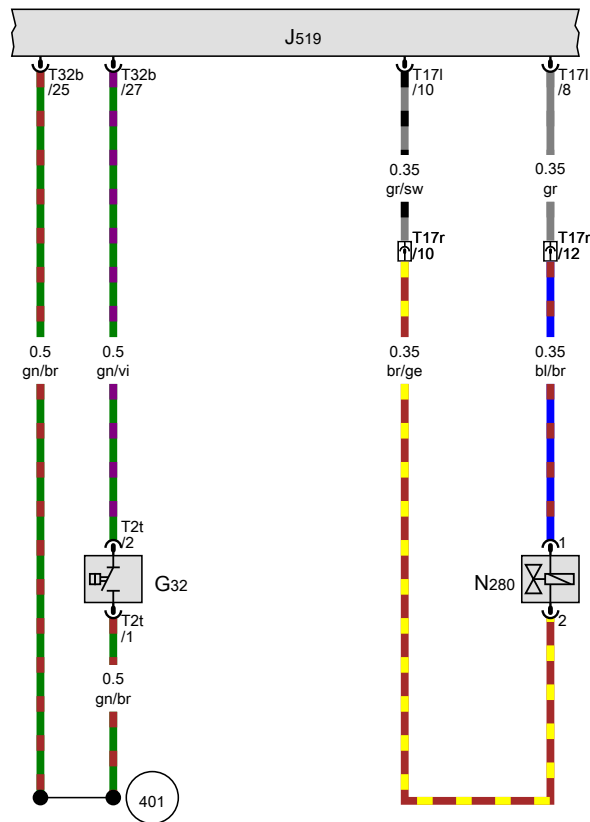 J519
T32b
/25
T32b
/27
T17l
/10
T17l
/8
0.35
gr/sw
0.35
gr
T17r
/10
T17r
/12
0.5
gn/br
0.5
gn/vi
0.35
br/ge
0.35
bl/br
T2t
/2
1
G32
N280
T2t
/1
2
0.5
gn/br
401